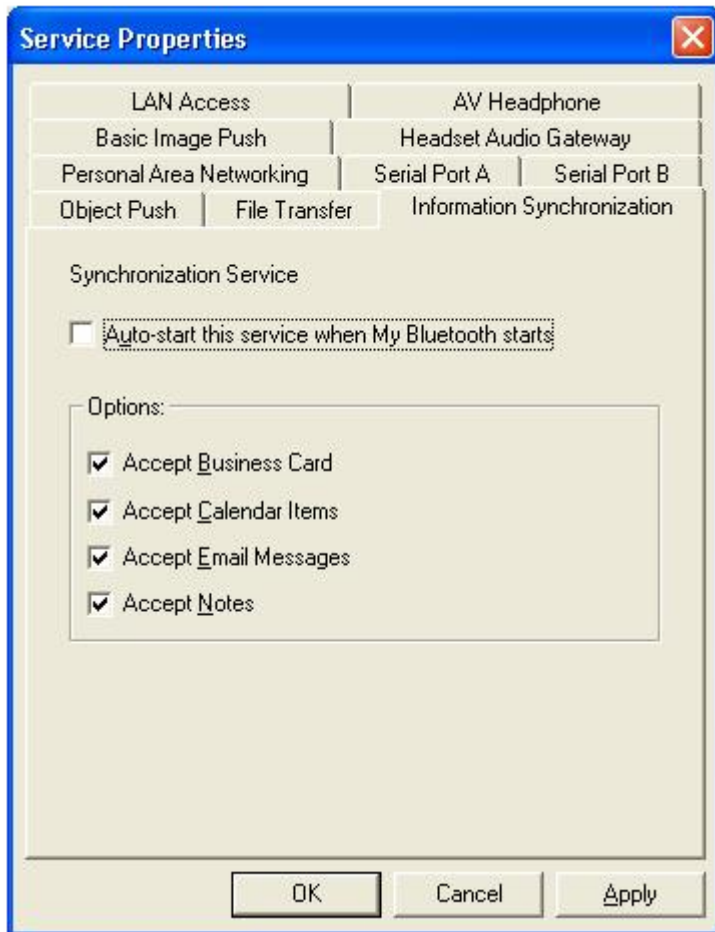 Service Properties
LAN Access AV Headphone
Basic Image Push Headset Audio Gateway
Personal Area Networking Serial Port A Serial Port B
Object Push File Transfer Information Synchronization
Synchronization Service
Auto-start this service when My Bluetooth starts
Options:
Accept Business Card
Accept Calendar Items
Accept Email Messages
Accept Notes
OK Cancel Apply